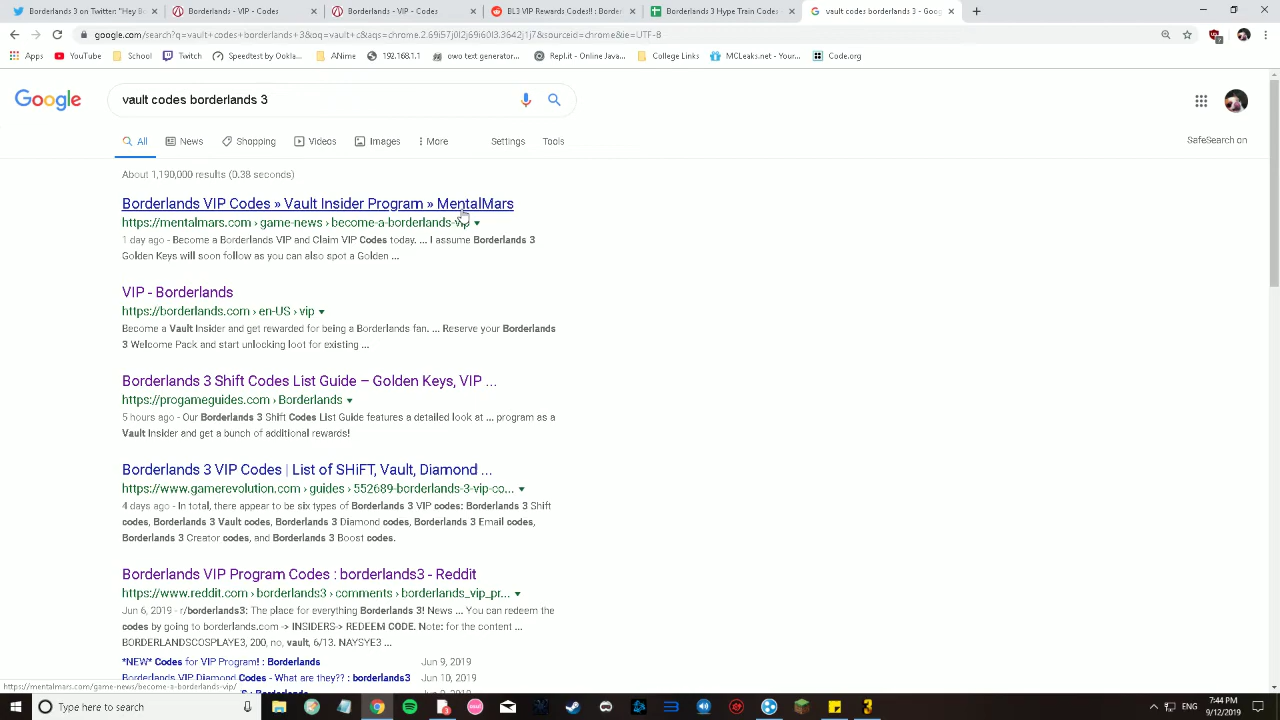 Borderlands 3 on Twitter: "Hey B
Borderlands - VIP Codes
Borderlands - VIP - Codes
BL3 VIP Rewards Codes!! : Border
Borderlands 3 Hype Train Codes
vault codes borderlands 3 - Goog
google.com/search?q=vault+codes+borderlands+3&oq=vault+c&aqs=chrome.2.69i57j0l2j69i60l3.3642j1j7&sourceid=chrome&ie=UTF-8
Apps
YouTube
School
Twitch
Speedtest by Ookla...
ANime
192.168.1.1
owo text generator...
Repl.it - Online Java...
College Links
MCLeaks.net - Your...
Code.org
Google
vault codes borderlands 3
All
News
Shopping
Videos
Images
More
Settings
Tools
SafeSearch on
About 1,190,000 results (0.38 seconds)
Borderlands VIP Codes » Vault Insider Program » MentalMars
https://mentalmars.com › game-news › become-a-borderlands-vip
1 day ago - Become a Borderlands VIP and Claim VIP Codes today. ... I assume Borderlands 3
Golden Keys will soon follow as you can also spot a Golden ...
VIP - Borderlands
https://borderlands.com › en-US › vip
Become a Vault Insider and get rewarded for being a Borderlands fan. ... Reserve your Borderlands
3 Welcome Pack and start unlocking loot for existing ...
Borderlands 3 Shift Codes List Guide – Golden Keys, VIP ...
https://progameguides.com › Borderlands
5 hours ago - Our Borderlands 3 Shift Codes List Guide features a detailed look at ... program as a
Vault Insider and get a bunch of additional rewards!
Borderlands 3 VIP Codes | List of SHiFT, Vault, Diamond ...
https://www.gamerevolution.com › guides › 552689-borderlands-3-vip-co...
4 days ago - In total, there appear to be six types of Borderlands 3 VIP codes: Borderlands 3 Shift
codes, Borderlands 3 Vault codes, Borderlands 3 Diamond codes, Borderlands 3 Email codes,
Borderlands 3 Creator codes, and Borderlands 3 Boost codes.
Borderlands VIP Program Codes : borderlands3 - Reddit
https://www.reddit.com › borderlands3 › comments › borderlands_vip_pr...
Jun 6, 2019 - r/borderlands3: The place for everything Borderlands 3! News ... You can redeem the
codes by going to borderlands.com -> INSIDERS-> REDEEM CODE. Note: for the content ...
BORDERLANDSCOSPLAYE3, 200, no, vault, 6/13. NAYSYE3 ...
*NEW* Codes for VIP Program! : Borderlands Jun 9, 2019
Borderlands VIP Diamond Codes - What are they?? : borderlands3 Jun 10, 2019
https://mentalmars.com/game-news/become-a-borderlands-vip/
Type here to search
7:44 PM
9/12/2019